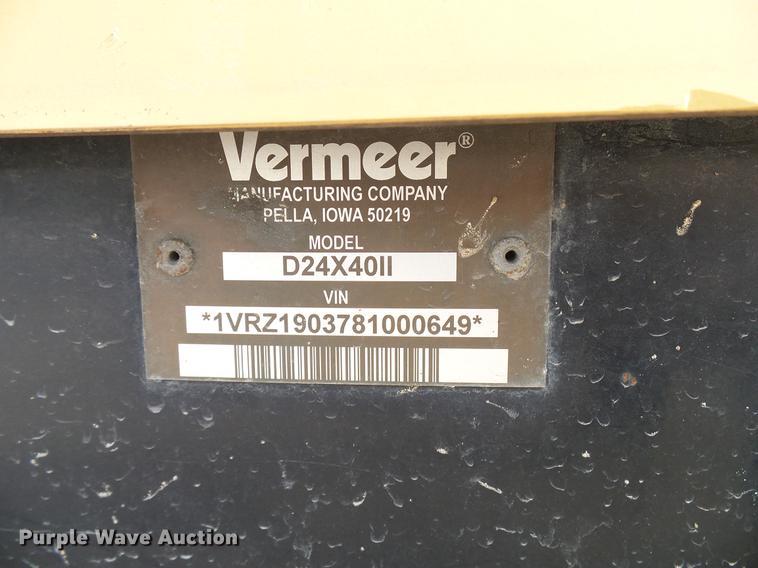 Vermeer®
MANUFACTURING COMPANY
PELLA, IOWA 50219
MODEL
D24X40II
VIN
*1VRZ1903781000649*
Purple Wave Auction